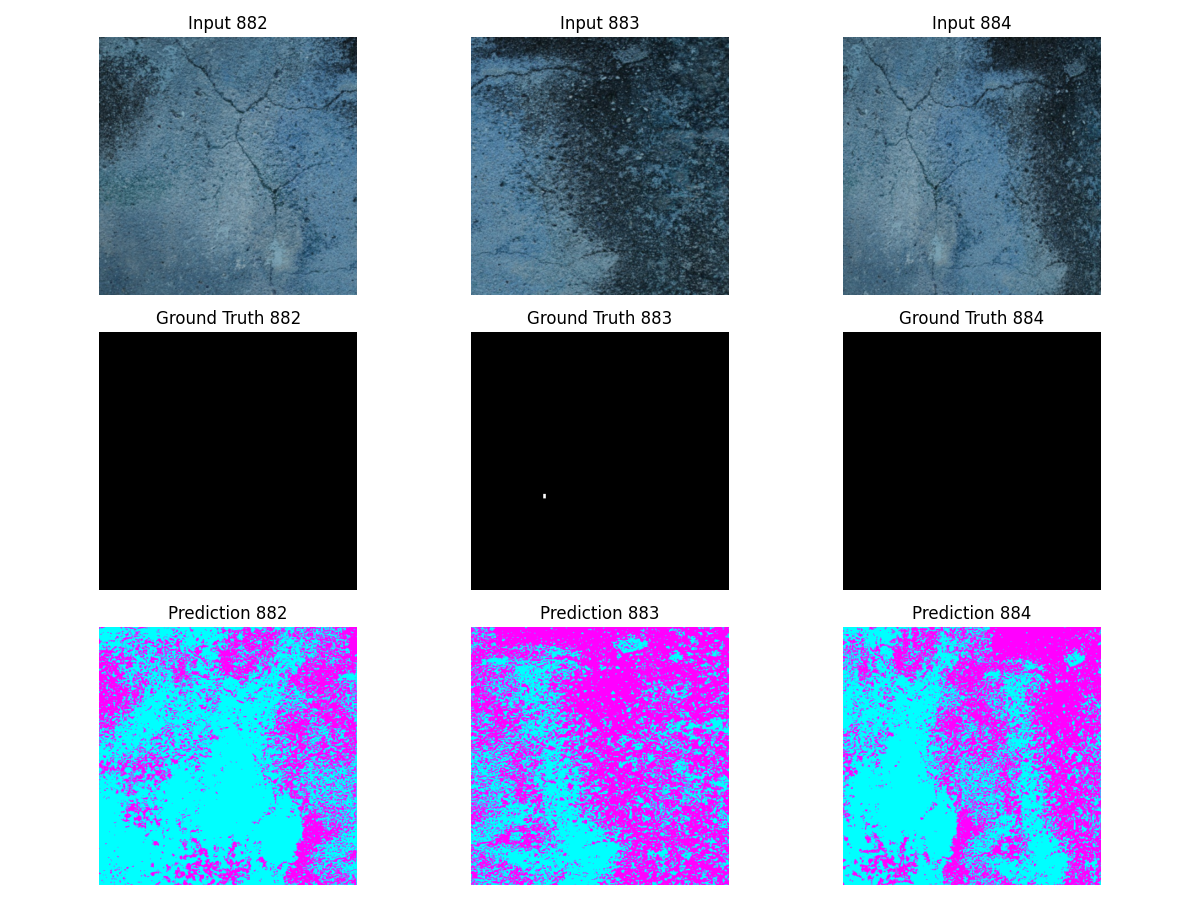 Input 882
Input 883
Input 884
Ground Truth 882
Ground Truth 883
Ground Truth 884
Prediction 882
Prediction 883
Prediction 884